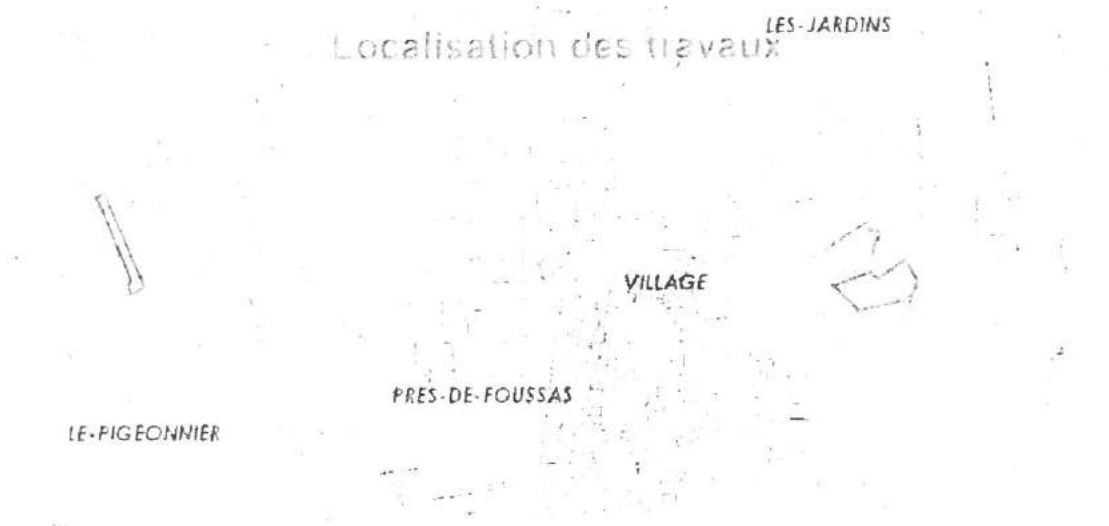 LES-JARDINS
Localisation des travaux
VILLAGE
PRES-DE-FOUSSAS
LE-PIGEONNIER